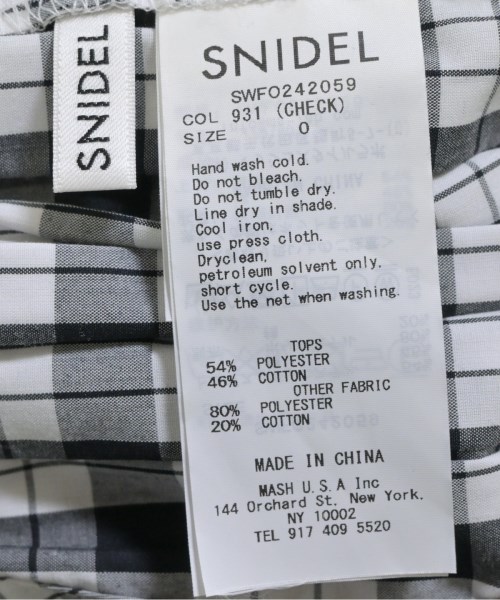 SNIDEL
SNIDEL
SWFO242059
COL 931 (CHECK)
SIZE 0
Hand wash cold.
Do not bleach.
Do not tumble dry.
Line dry in shade.
Cool iron,
use press cloth.
Dryclean,
petroleum solvent only,
short cycle.
Use the net when washing.
TOPS
54% POLYESTER
46% COTTON
OTHER FABRIC
80% POLYESTER
20% COTTON
MADE IN CHINA
MASH U.S.A Inc
144 Orchard St. New York,
NY 10002
TEL 917 409 5520